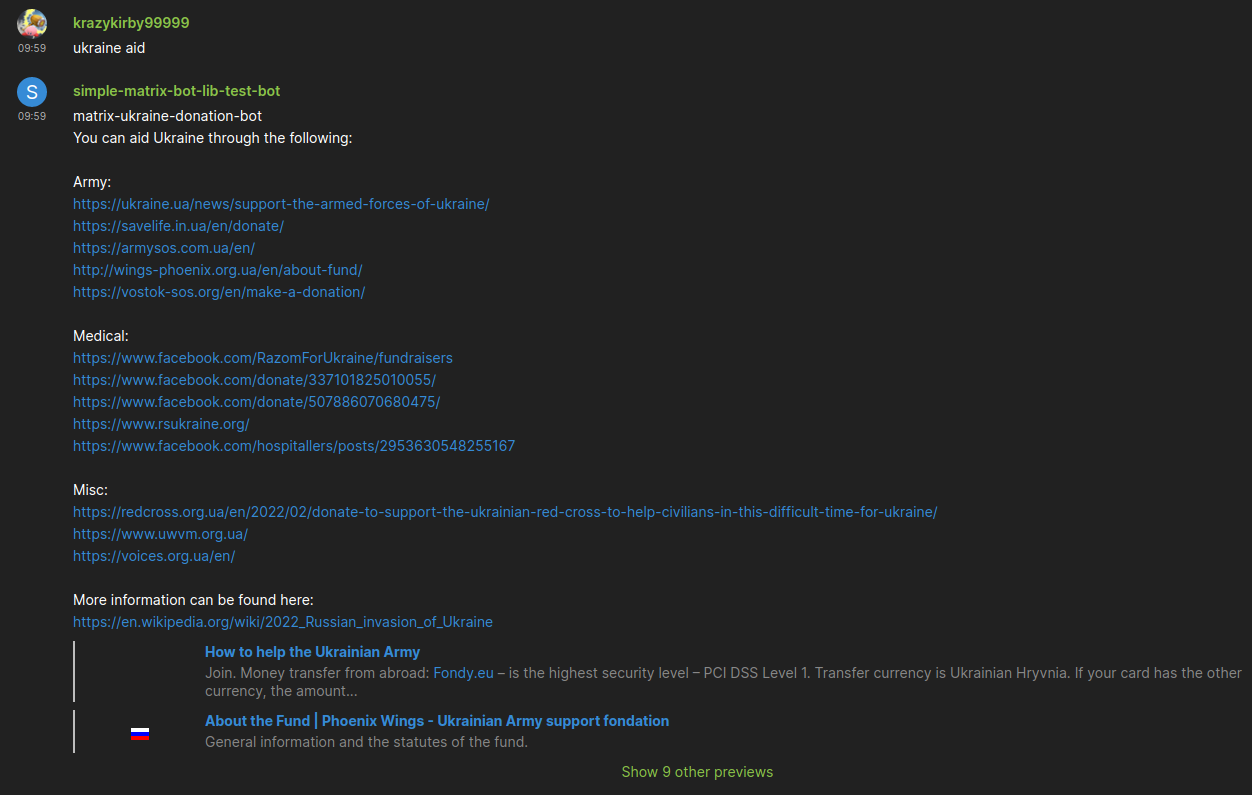 krazykirby99999
09:59
ukraine aid
S
simple-matrix-bot-lib-test-bot
09:59
matrix-ukraine-donation-bot
You can aid Ukraine through the following:
Army:
https://ukraine.ua/news/support-the-armed-forces-of-ukraine/
https://savelife.in.ua/en/donate/
https://armysos.com.ua/en/
http://wings-phoenix.org.ua/en/about-fund/
https://vostok-sos.org/en/make-a-donation/
Medical:
https://www.facebook.com/RazomForUkraine/fundraisers
https://www.facebook.com/donate/337101825010055/
https://www.facebook.com/donate/507886070680475/
https://www.rsukraine.org/
https://www.facebook.com/hospitallers/posts/2953630548255167
Misc:
https://redcross.org.ua/en/2022/02/donate-to-support-the-ukrainian-red-cross-to-help-civilians-in-this-difficult-time-for-ukraine/
https://www.uwvm.org.ua/
https://voices.org.ua/en/
More information can be found here:
https://en.wikipedia.org/wiki/2022_Russian_invasion_of_Ukraine
How to help the Ukrainian Army
Join. Money transfer from abroad: Fondy.eu – is the highest security level – PCI DSS Level 1. Transfer currency is Ukrainian Hryvnia. If your card has the other
currency, the amount...
About the Fund | Phoenix Wings - Ukrainian Army support fondation
General information and the statutes of the fund.
Show 9 other previews